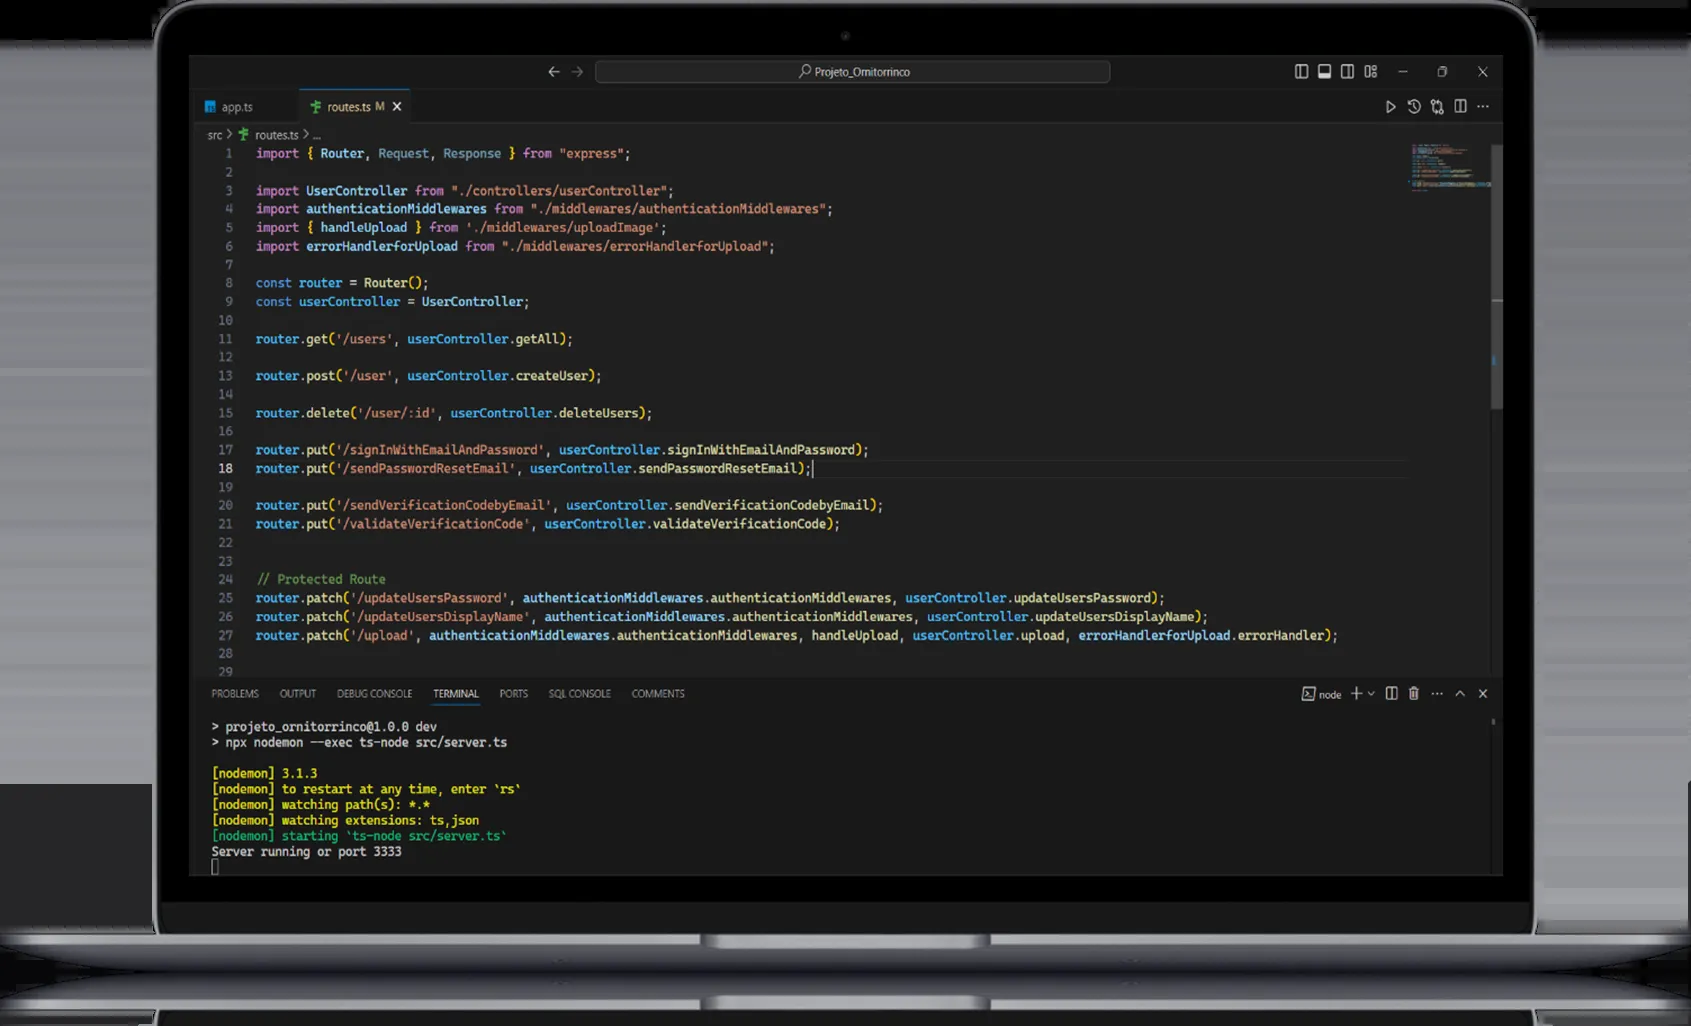 Projeto_Ornitorrinco
app.ts
routes.ts M
src > routes.ts > ...
1 import { Router, Request, Response } from "express";
2
3 import UserController from "./controllers/userController";
4 import authenticationMiddlewares from "./middlewares/authenticationMiddlewares";
5 import { handleUpload } from './middlewares/uploadImage';
6 import errorHandlerforUpload from "./middlewares/errorHandlerforUpload";
7
8 const router = Router();
9 const userController = UserController;
10
11 router.get('/users', userController.getAll);
12
13 router.post('/user', userController.createUser);
14
15 router.delete('/user/:id', userController.deleteUsers);
16
17 router.put('/signInWithEmailAndPassword', userController.signInWithEmailAndPassword);
18 router.put('/sendPasswordResetEmail', userController.sendPasswordResetEmail);
19
20 router.put('/sendVerificationCodebyEmail', userController.sendVerificationCodebyEmail);
21 router.put('/validateVerificationCode', userController.validateVerificationCode);
22
23
24 // Protected Route
25 router.patch('/updateUsersPassword', authenticationMiddlewares.authenticationMiddlewares, userController.updateUsersPassword);
26 router.patch('/updateUsersDisplayName', authenticationMiddlewares.authenticationMiddlewares, userController.updateUsersDisplayName);
27 router.patch('/upload', authenticationMiddlewares.authenticationMiddlewares, handleUpload, userController.upload, errorHandlerforUpload.errorHandler);
28
29
PROBLEMS OUTPUT DEBUG CONSOLE TERMINAL PORTS SQL CONSOLE COMMENTS
node
> projeto_ornitorrinco@1.0.0 dev
> npx nodemon --exec ts-node src/server.ts
[nodemon] 3.1.3
[nodemon] to restart at any time, enter `rs`
[nodemon] watching path(s): *.*
[nodemon] watching extensions: ts,json
[nodemon] starting `ts-node src/server.ts`
Server running or port 3333